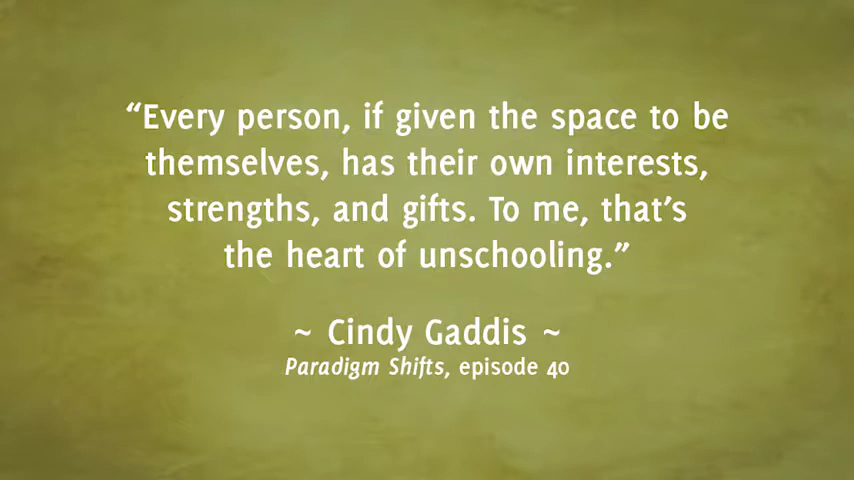 “Every person, if given the space to be
themselves, has their own interests,
strengths, and gifts. To me, that’s
the heart of unschooling.”
~ Cindy Gaddis ~
Paradigm Shifts, episode 40